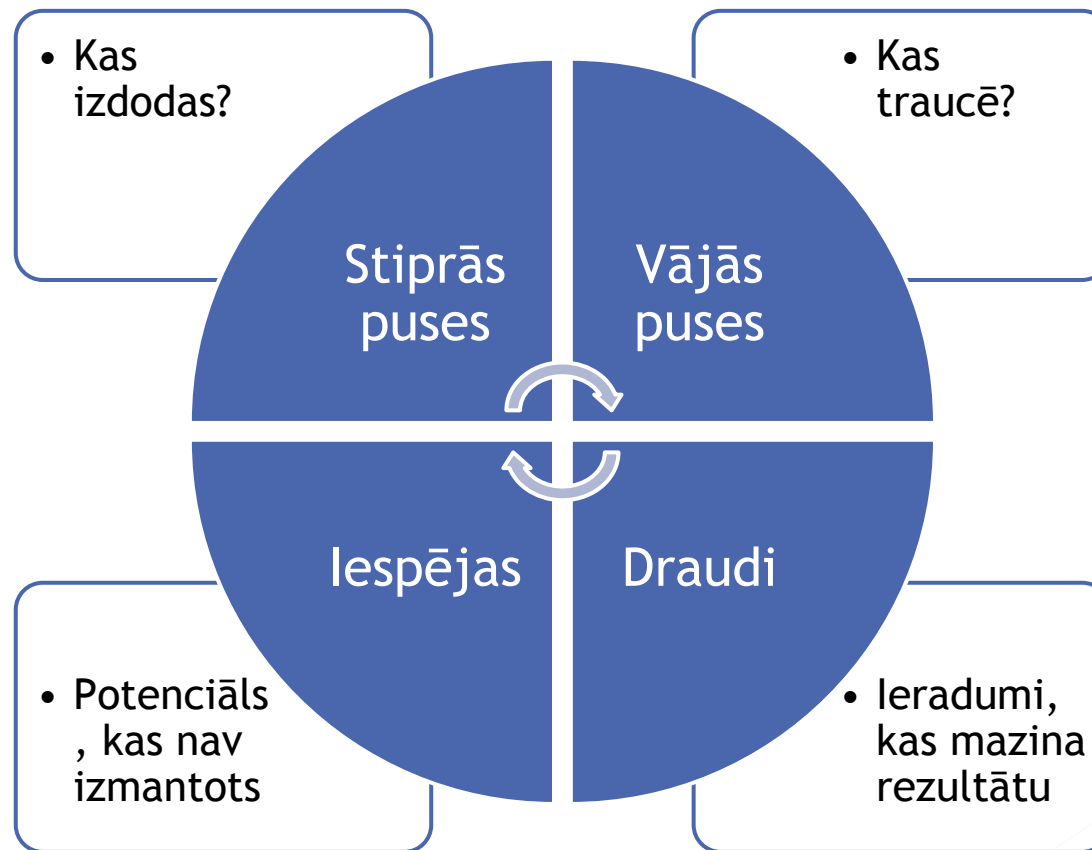 • Kas
izdodas?
• Kas
traucē?
Stiprās
puses
Vājās
puses
Iespējas
Draudi
• Potenciāls
, kas nav
izmantots
• Ieradumi,
kas mazina
rezultātu